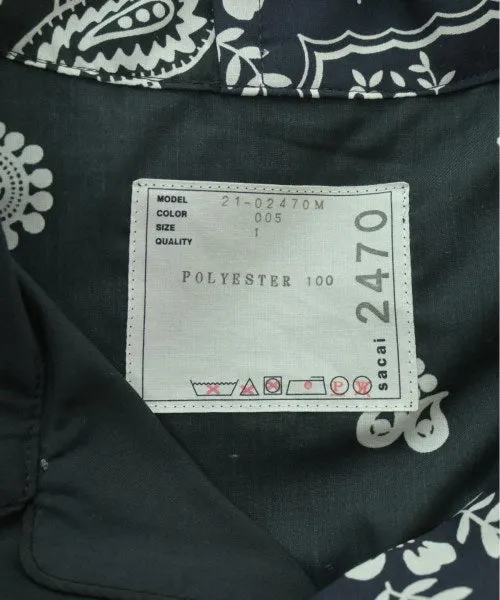 MODEL 21-02470M
COLOR 005
SIZE 1
QUALITY
POLYESTER 100
P W
sacai 2470